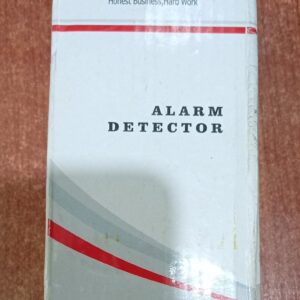 Honest Business,Hard Work
ALARM
DETECTOR